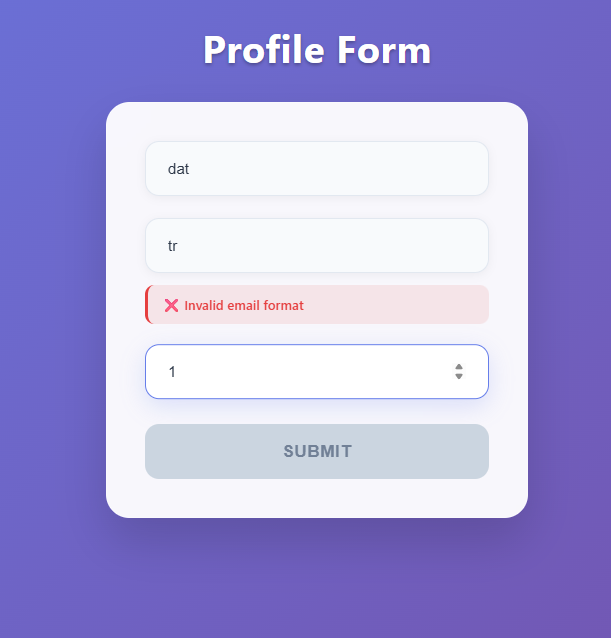 Profile Form
dat
tr
❌ Invalid email format
1
SUBMIT